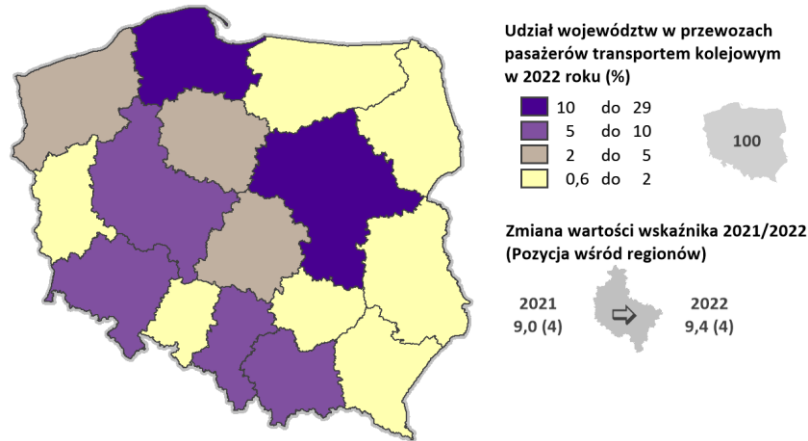 Udział województw w przewozach
pasażerów transportem kolejowym
w 2022 roku (%)
10 do 29
5 do 10
2 do 5
0,6 do 2
100
Zmiana wartości wskaźnika 2021/2022
(Pozycja wśród regionów)
2021 2022
9,0 (4) 9,4 (4)